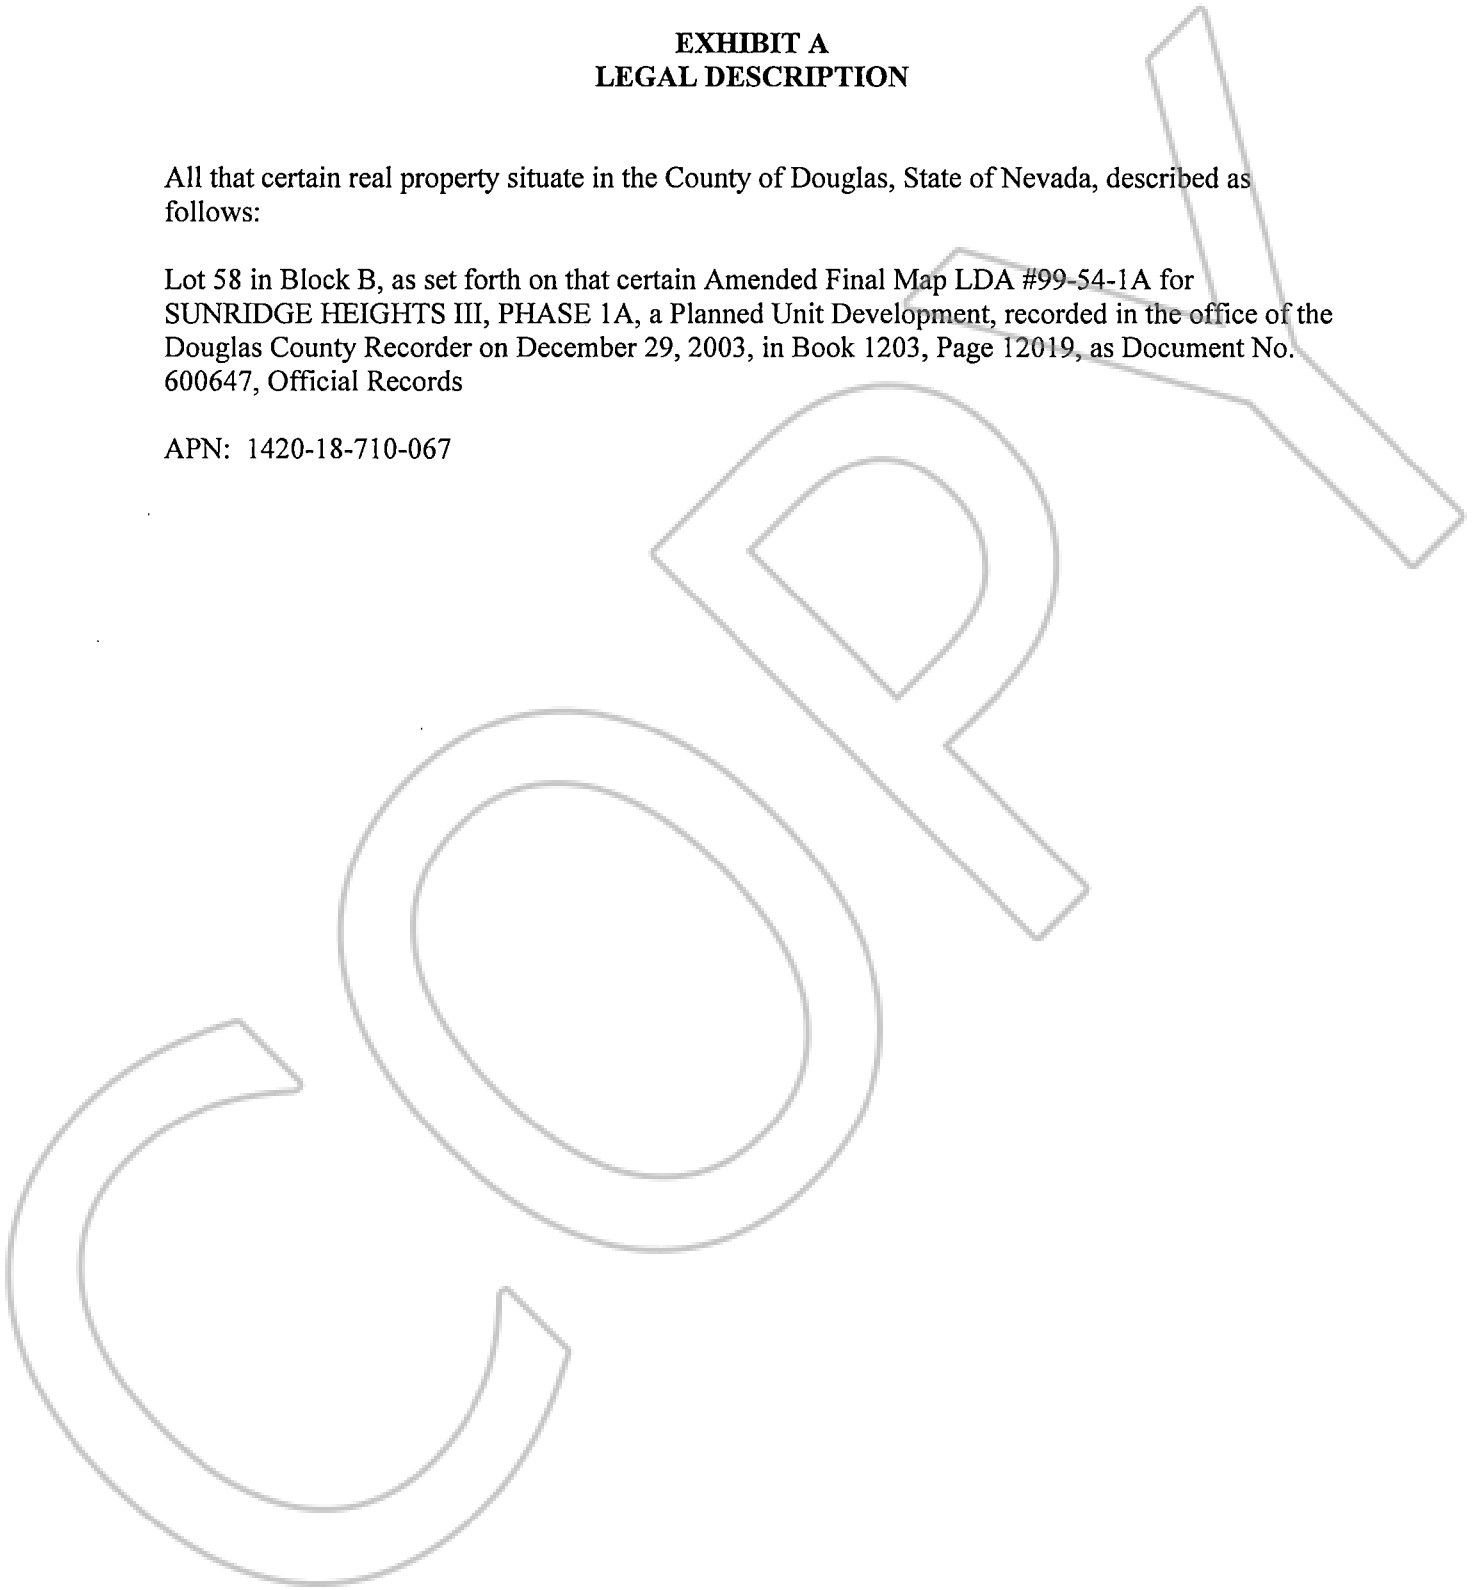 EXHIBIT A
LEGAL DESCRIPTION
All that certain real property situate in the County of Douglas, State of Nevada, described as
follows:
Lot 58 in Block B, as set forth on that certain Amended Final Map LDA #99-54-1A for
SUNRIDGE HEIGHTS III, PHASE 1A, a Planned Unit Development, recorded in the office of the
Douglas County Recorder on December 29, 2003, in Book 1203, Page 12019, as Document No.
600647, Official Records
APN: 1420-18-710-067
COPY